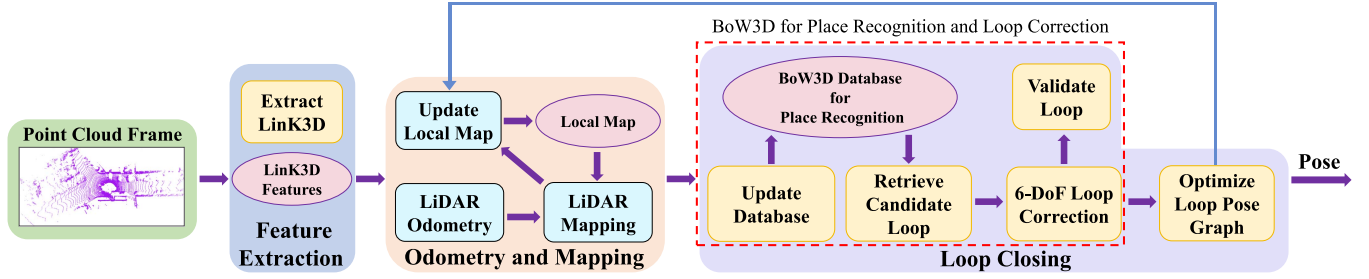 BoW3D for Place Recognition and Loop Correction
Point Cloud Frame
Extract
LinK3D
LinK3D
Features
Feature
Extraction
Update
Local Map
Local Map
LiDAR
Odometry
LiDAR
Mapping
Odometry and Mapping
BoW3D Database
for
Place Recognition
Validate
Loop
Update
Database
Retrieve
Candidate
Loop
6-DoF Loop
Correction
Optimize
Loop Pose
Graph
Loop Closing
Pose